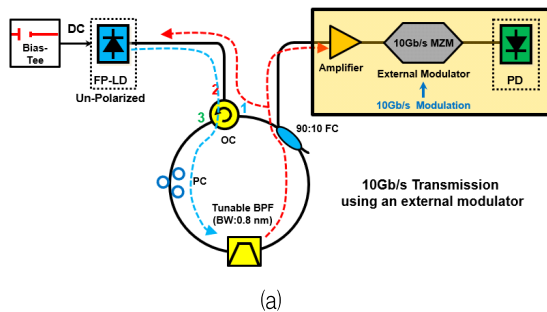 DC
Bias-
Tee
FP-LD
Un-Polarized
2
1
3
OC
PC
Tunable BPF
(BW:0.8 nm)
90:10 FC
Amplifier
10Gb/s MZM
External Modulator
10Gb/s Modulation
PD
10Gb/s Transmission
using an external modulator
(a)